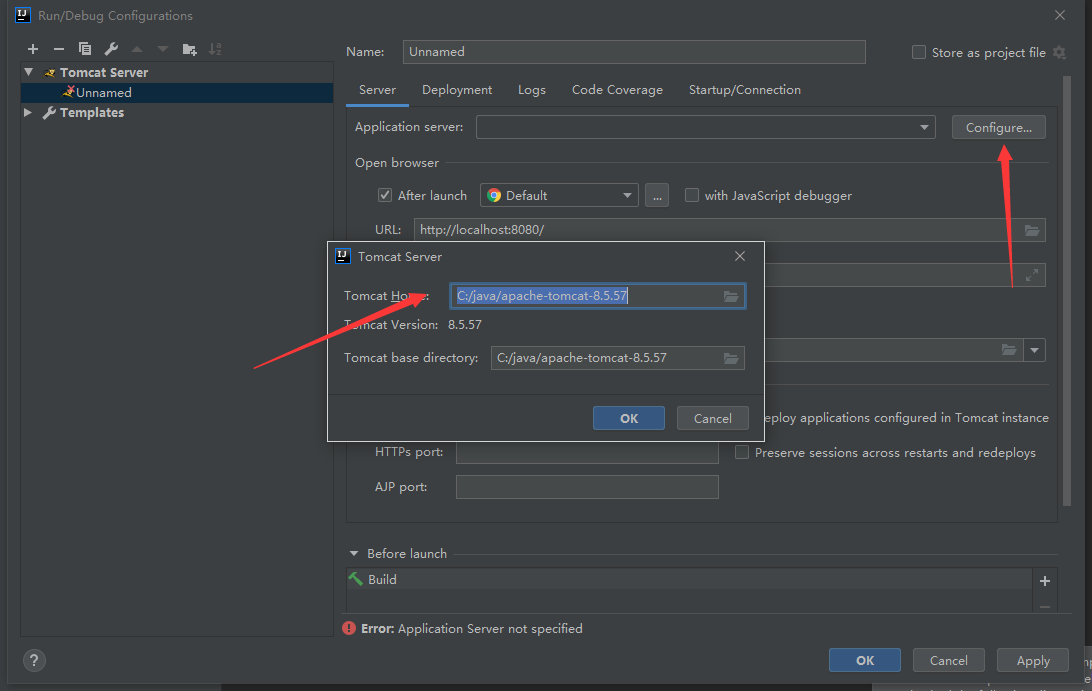 Run/Debug Configurations
Tomcat Server
Unnamed
Templates
Name: Unnamed
Store as project file
Server Deployment Logs Code Coverage Startup/Connection
Application server: Configure...
Open browser
After launch Default ... with JavaScript debugger
URL: http://localhost:8080/
Tomcat Server
Tomcat Home: C:/java/apache-tomcat-8.5.57
Tomcat Version: 8.5.57
Tomcat base directory: C:/java/apache-tomcat-8.5.57
OK Cancel
eploy applications configured in Tomcat instance
HTTPs port: Preserve sessions across restarts and redeploys
AJP port:
Before launch
Build
Error: Application Server not specified
? OK Cancel Apply